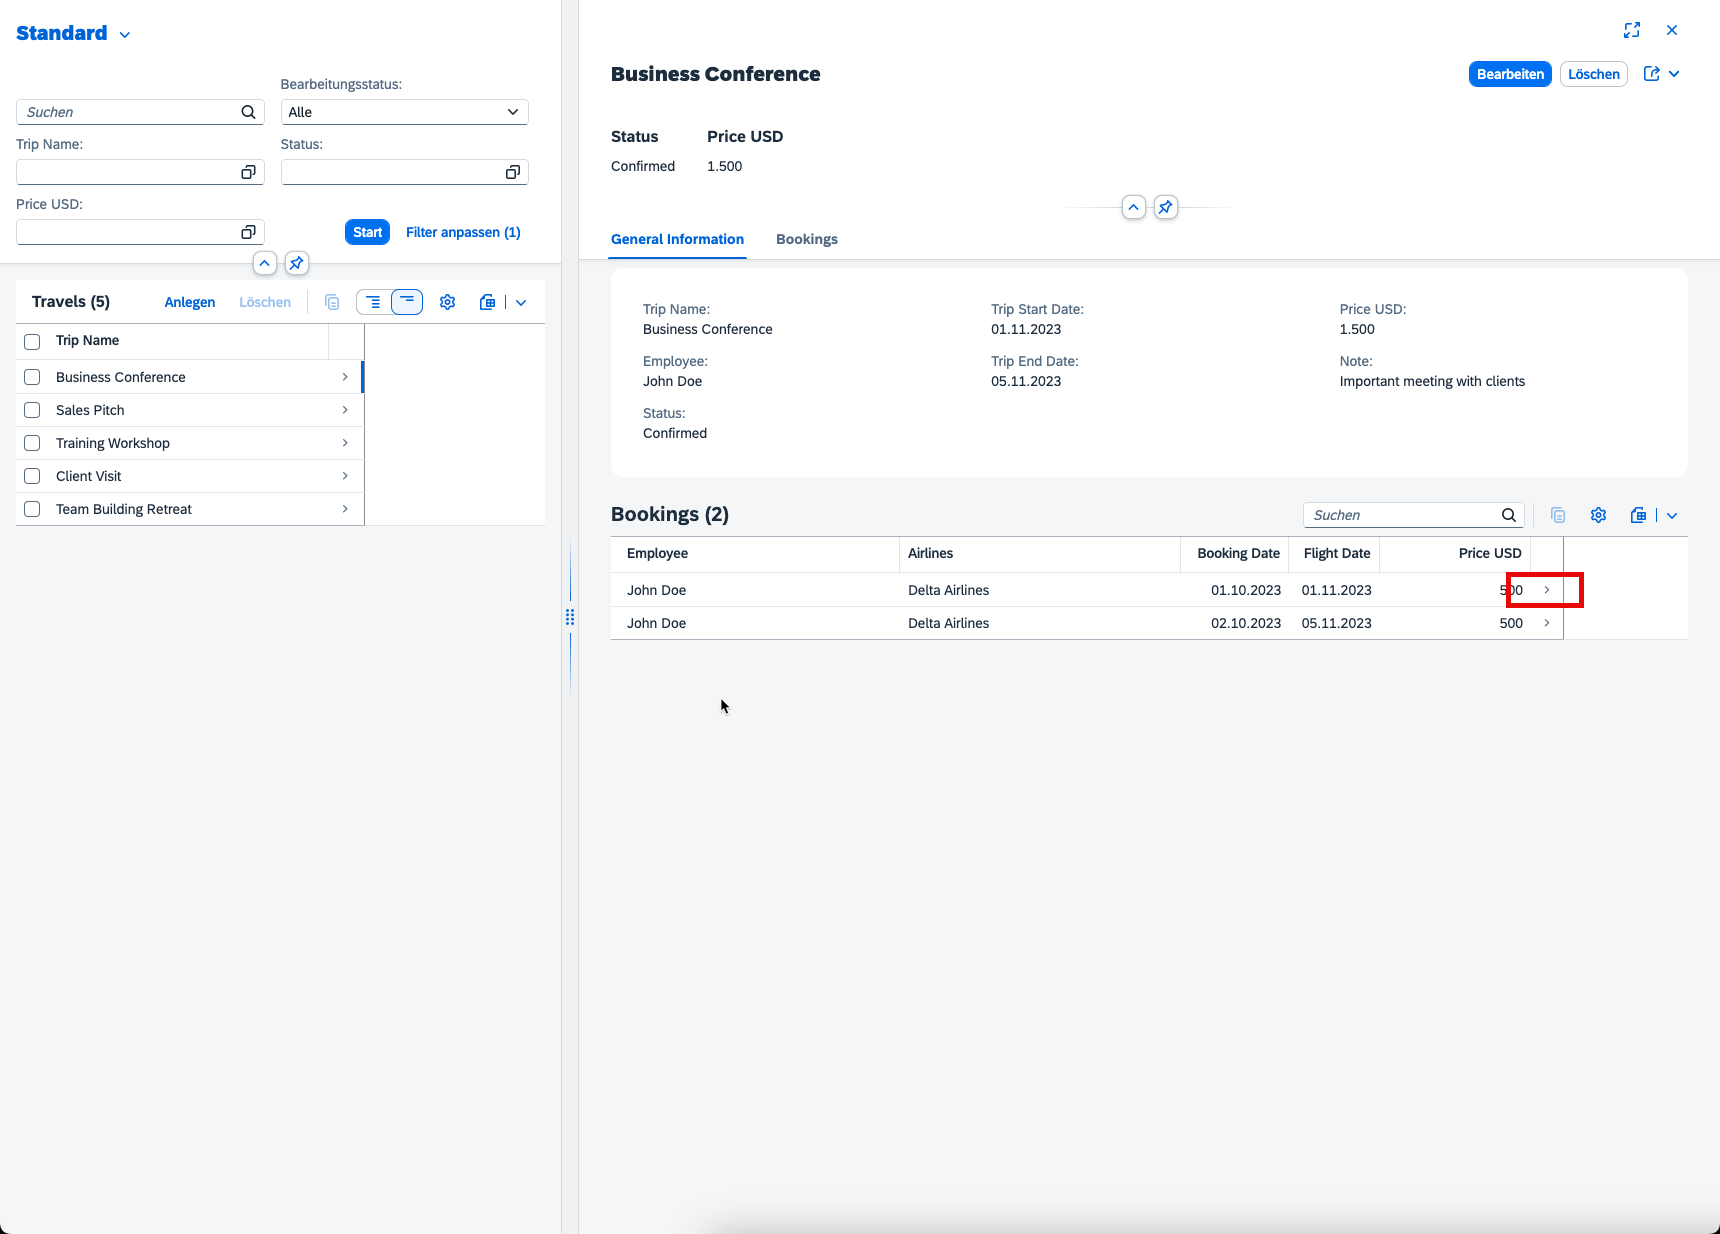 Standard
Bearbeitungsstatus:
Suchen
Alle
Trip Name:
Status:
Price USD:
Start
Filter anpassen (1)
Travels (5)
Anlegen
Löschen
Trip Name
Business Conference
Sales Pitch
Training Workshop
Client Visit
Team Building Retreat
Business Conference
Bearbeiten
Löschen
Status Price USD
Confirmed 1.500
General Information
Bookings
Trip Name:
Business Conference
Employee:
John Doe
Status:
Confirmed
Trip Start Date:
01.11.2023
Trip End Date:
05.11.2023
Price USD:
1.500
Note:
Important meeting with clients
Bookings (2)
Suchen
Employee Airlines Booking Date Flight Date Price USD
John Doe Delta Airlines 01.10.2023 01.11.2023 500
John Doe Delta Airlines 02.10.2023 05.11.2023 500